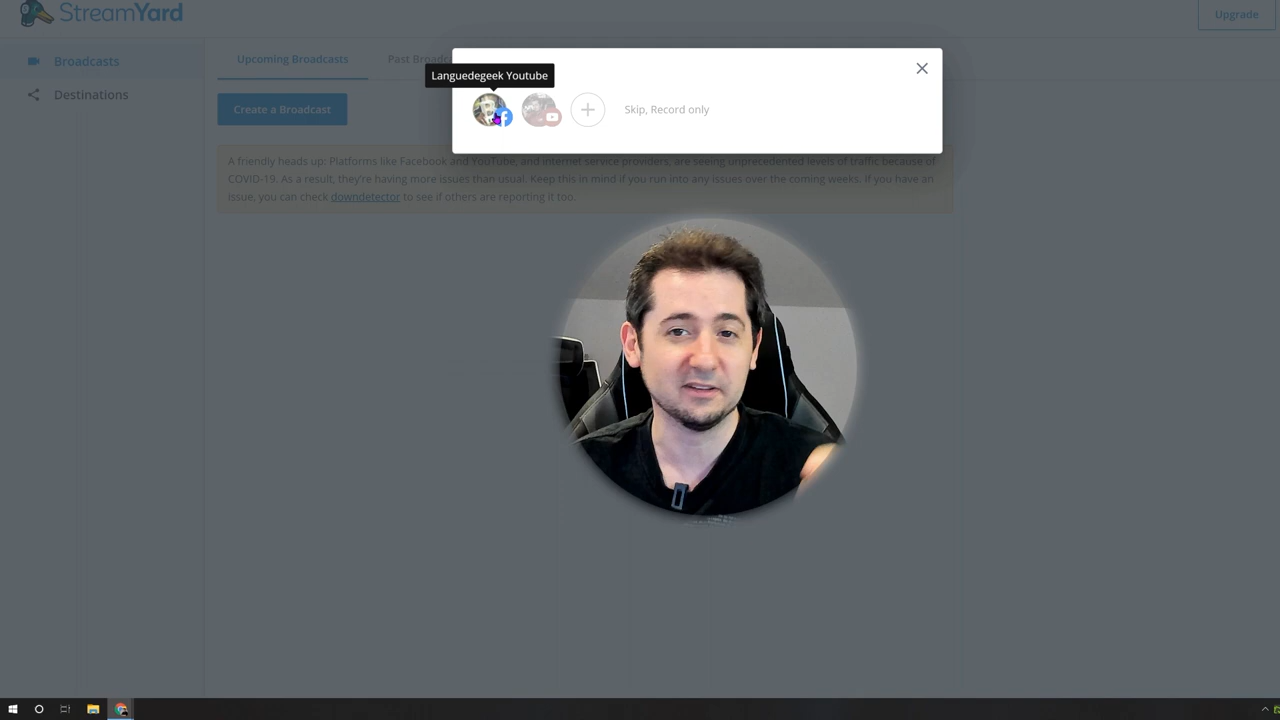 StreamYard
Upgrade
Broadcasts
Destinations
Upcoming Broadcasts
Past Broadc
Create a Broadcast
Languedegeek Youtube
Skip, Record only
A friendly heads up: Platforms like Facebook and YouTube, and internet service providers, are seeing unprecedented levels of traffic because of
COVID-19. As a result, they're having more issues than usual. Keep this in mind if you run into any issues over the coming weeks. If you have an
issue, you can check downdetector to see if others are reporting it too.